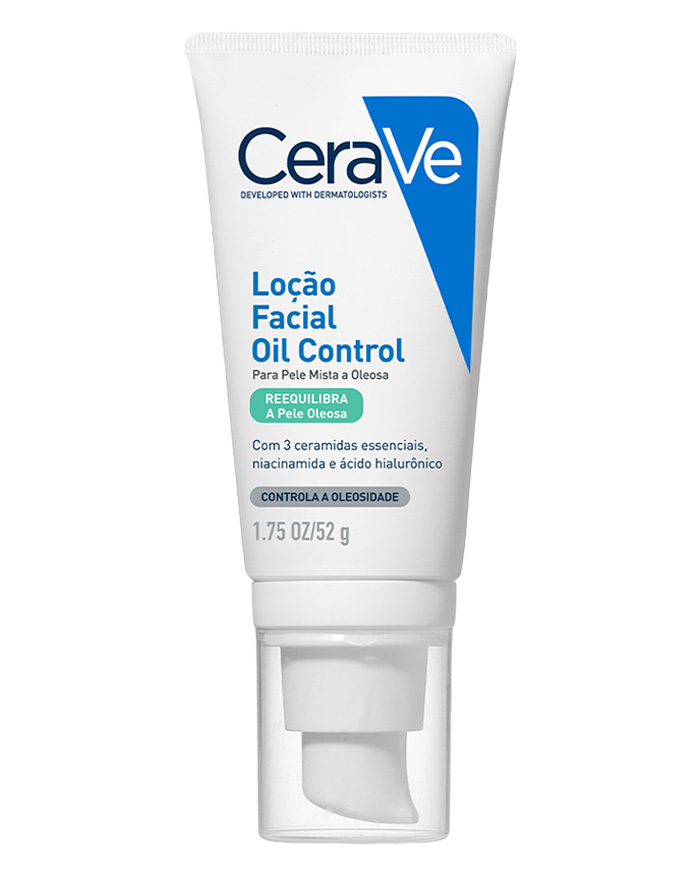 CeraVe
DEVELOPED WITH DERMATOLOGISTS
Loção
Facial
Oil Control
Para Pele Mista a Oleosa
REEQUILIBRA
A Pele Oleosa
Com 3 ceramidas essenciais,
niacinamida e ácido hialurônico
CONTROLA A OLEOSIDADE
1.75 OZ/52 g